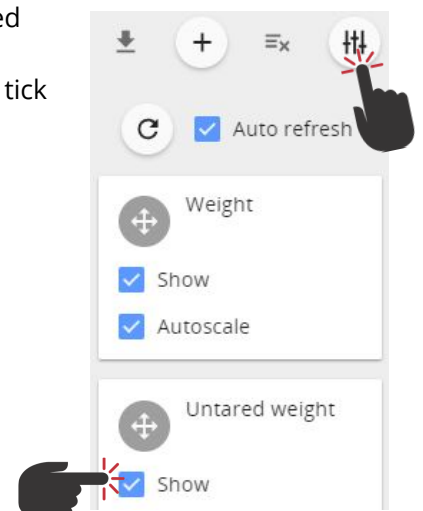 ed
tick
Auto refresh
Weight
Show
Autoscale
Untared weight
Show